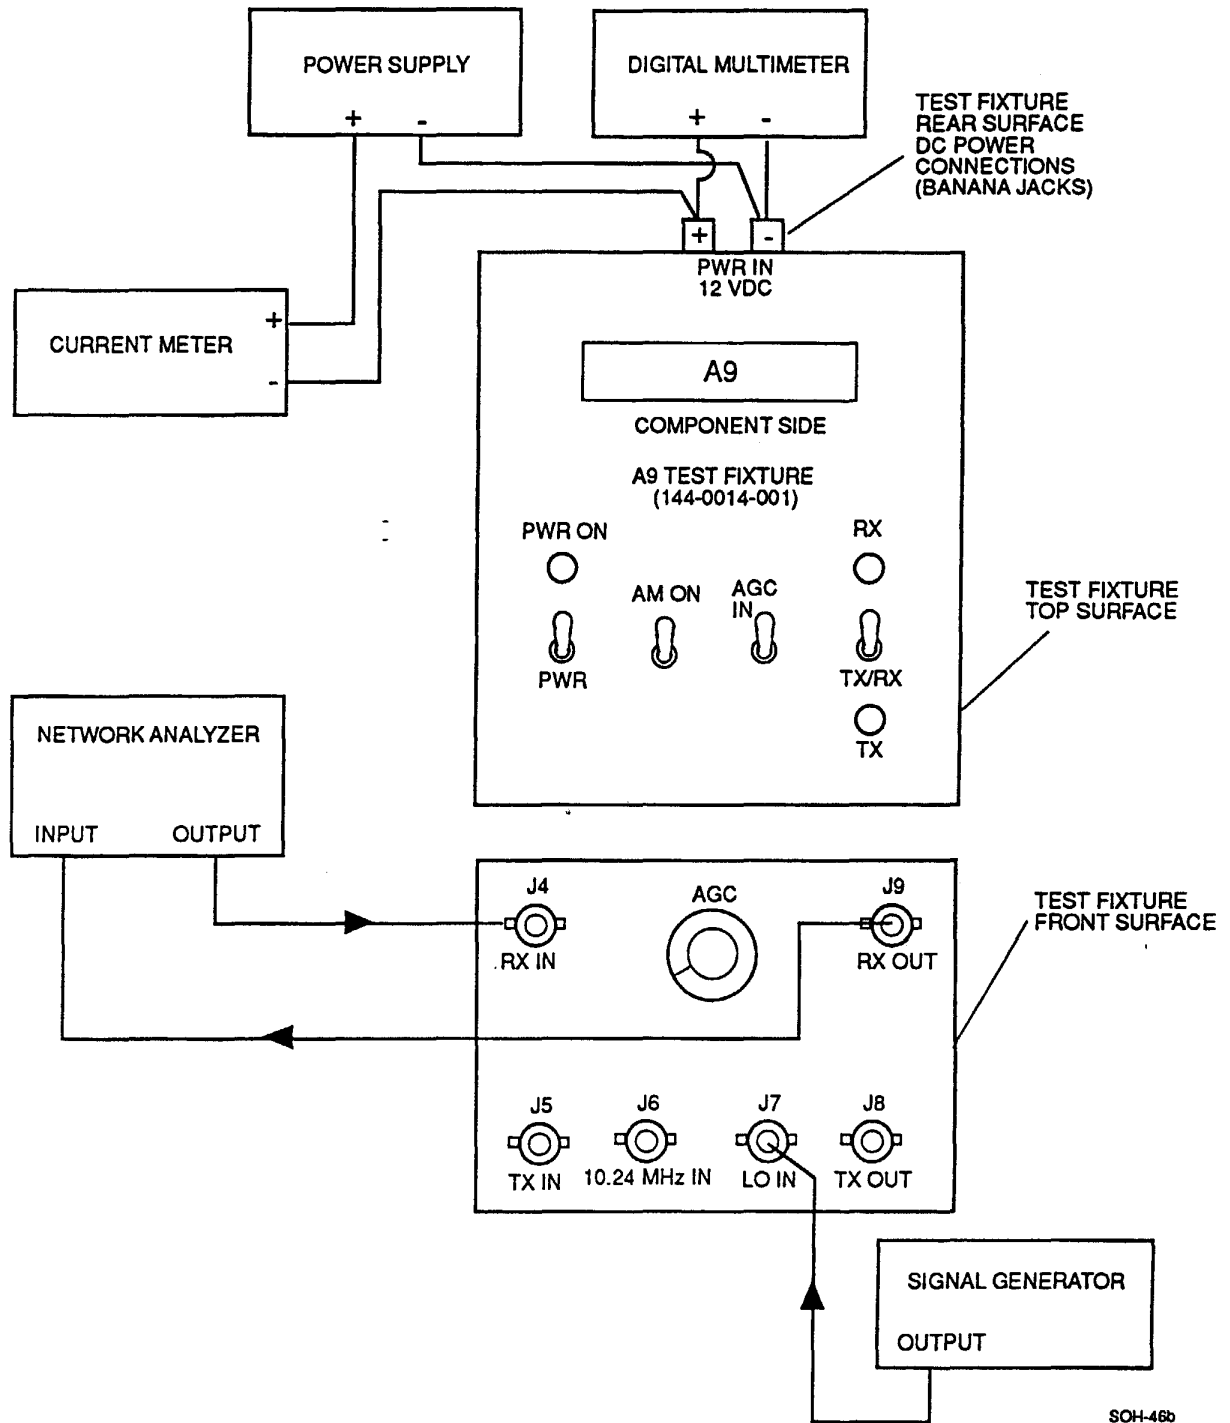 POWER SUPPLY
+ -
DIGITAL MULTIMETER
+ -
TEST FIXTURE
REAR SURFACE
DC POWER
CONNECTIONS
(BANANA JACKS)
+ -
PWR IN
12 VDC
CURRENT METER
+
-
A9
COMPONENT SIDE
A9 TEST FIXTURE
(144-0014-001)
PWR ON
RX
AM ON
AGC
IN
PWR
TX/RX
TX
TEST FIXTURE
TOP SURFACE
NETWORK ANALYZER
INPUT OUTPUT
J4
AGC
J9
RX IN
RX OUT
TEST FIXTURE
FRONT SURFACE
J5
J6
J7
J8
TX IN
10.24 MHz IN
LO IN
TX OUT
SIGNAL GENERATOR
OUTPUT
SOH-46b